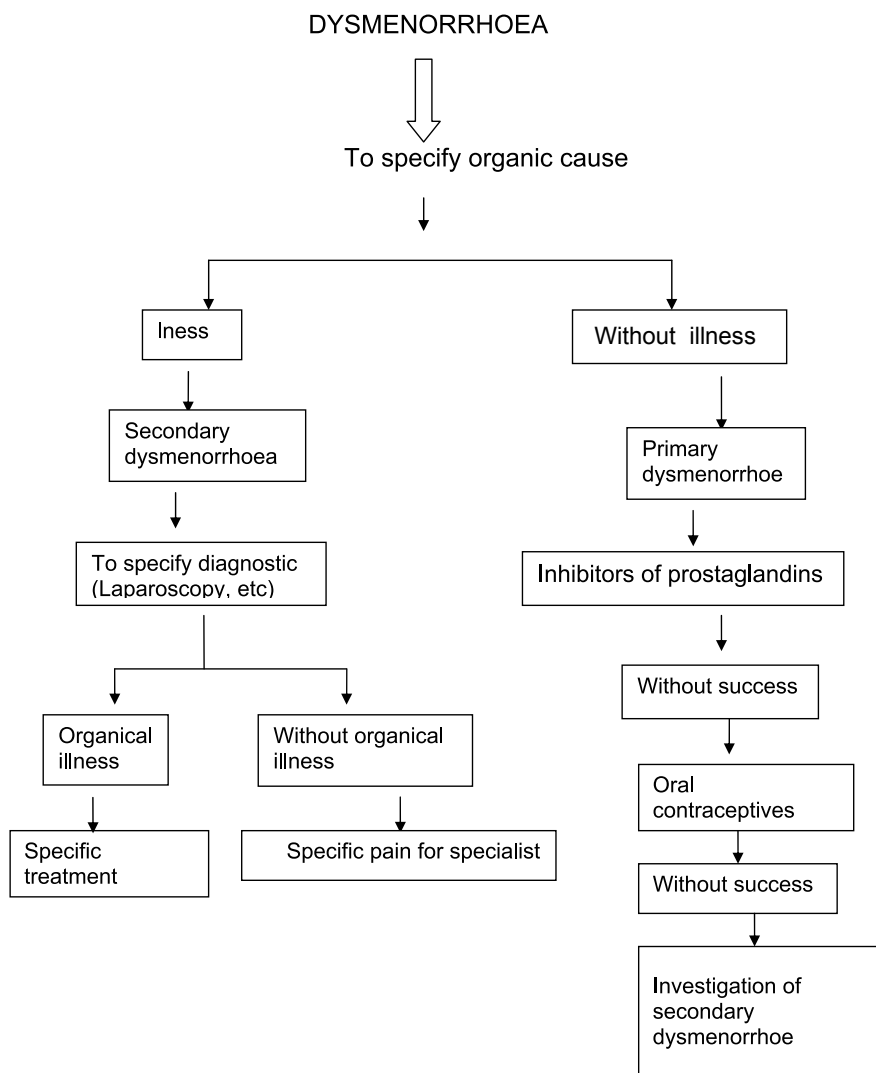 DYSMENORRHOEA
To specify organic cause
Iness
Without illness
Secondary
dysmenorrhoea
Primary
dysmenorrhoe
To specify diagnostic
(Laparoscopy, etc)
Inhibitors of prostaglandins
Organical
illness
Without organical
illness
Without success
Specific
treatment
Specific pain for specialist
Oral
contraceptives
Without success
Investigation of
secondary
dysmenorrhoe